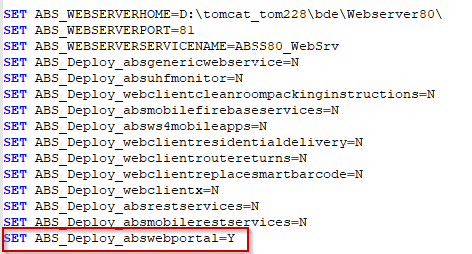 SET ABS_WEBSERVERHOME=D:\tomcat_tom228\bde\Webserver80\
SET ABS_WEBSERVERPORT=81
SET ABS_WEBSERVERSERVICENAME=ABSS80_WebSrv
SET ABS_Deploy_absgenericwebservice=N
SET ABS_Deploy_absuhfmonitor=N
SET ABS_Deploy_webclientcleanroompackinginstructions=N
SET ABS_Deploy_absmobilefirebaseservices=N
SET ABS_Deploy_absws4mobileapps=N
SET ABS_Deploy_webclientresidentialdelivery=N
SET ABS_Deploy_webclientroutereturns=N
SET ABS_Deploy_webclientreplacesmartbarcode=N
SET ABS_Deploy_webclientx=N
SET ABS_Deploy_absrestservices=N
SET ABS_Deploy_absmobilerestservices=N
SET ABS_Deploy_abswebportal=Y